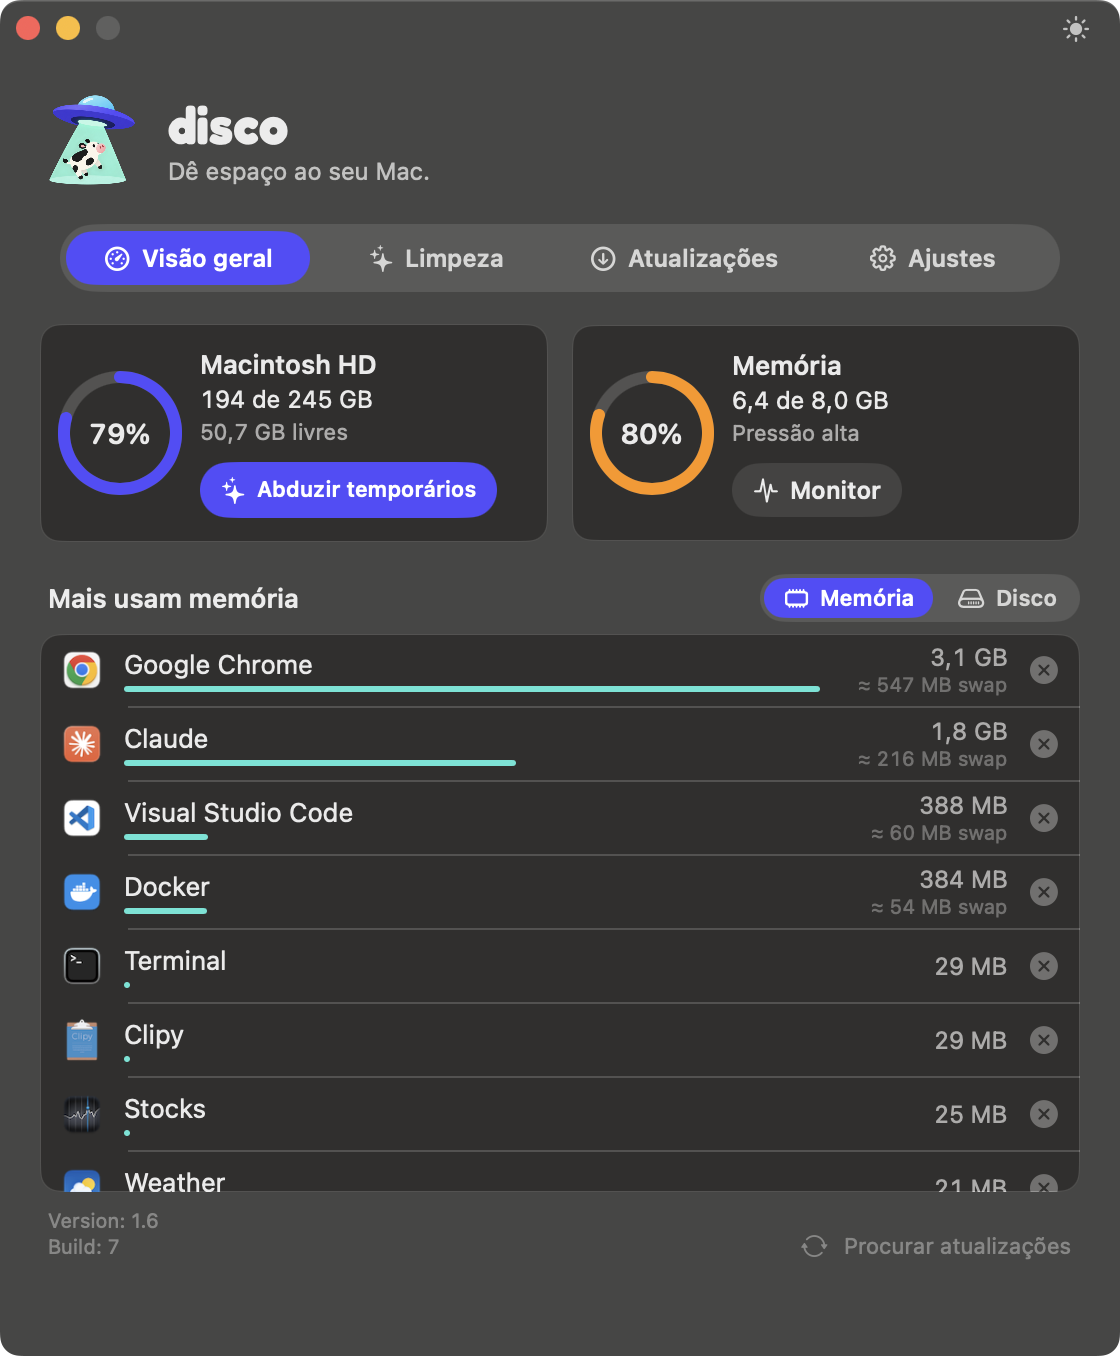 disco
Dê espaço ao seu Mac.
Visão geral
Limpeza
Atualizações
Ajustes
79%
Macintosh HD
194 de 245 GB
50,7 GB livres
Abduzir temporários
80%
Memória
6,4 de 8,0 GB
Pressão alta
Monitor
Mais usam memória
Memória
Disco
Google Chrome
3,1 GB
≈ 547 MB swap
Claude
1,8 GB
≈ 216 MB swap
Visual Studio Code
388 MB
≈ 60 MB swap
Docker
384 MB
≈ 54 MB swap
Terminal
29 MB
Clipy
Clipy
29 MB
Stocks
25 MB
Weather
21 MB
Version: 1.6
Build: 7
Procurar atualizações